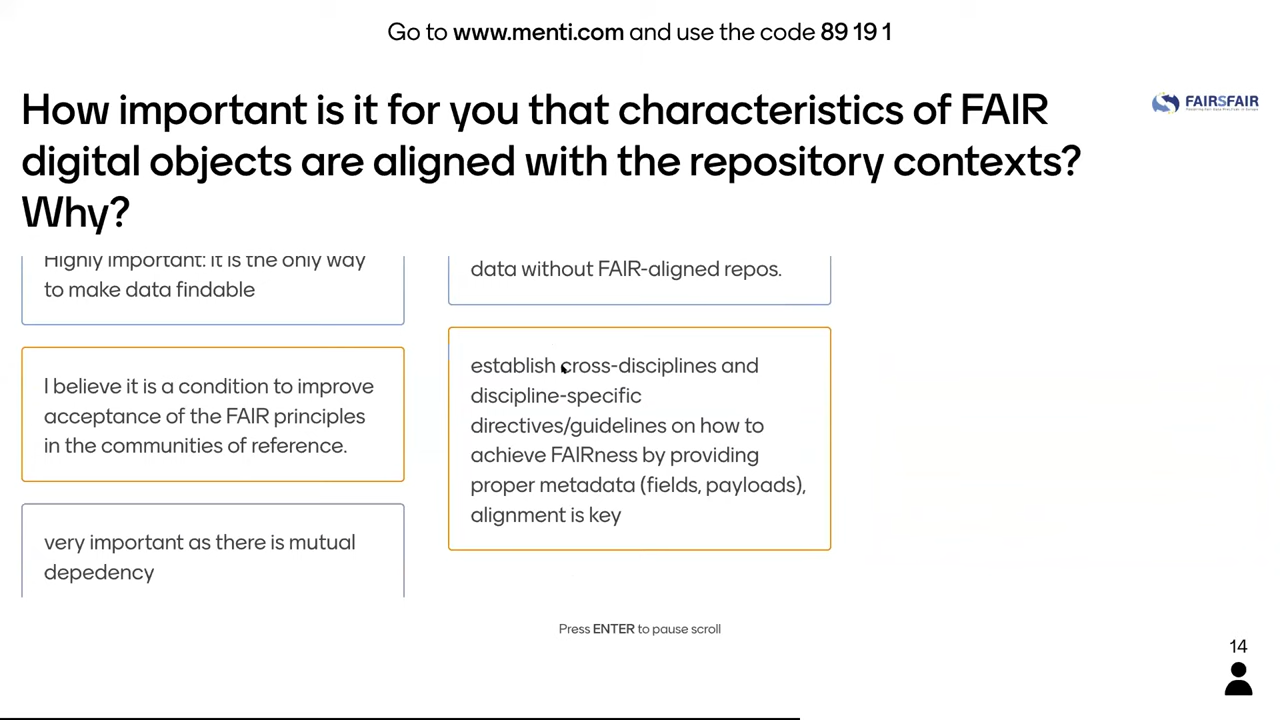 Go to www.menti.com and use the code 89 19 1
How important is it for you that characteristics of FAIR
digital objects are aligned with the repository contexts?
Why?
FAIRSFAIR
Highly important: it is the only way
to make data findable
I believe it is a condition to improve
acceptance of the FAIR principles
in the communities of reference.
very important as there is mutual
depedency
data without FAIR-aligned repos.
establish cross-disciplines and
discipline-specific
directives/guidelines on how to
achieve FAIRness by providing
proper metadata (fields, payloads),
alignment is key
Press ENTER to pause scroll
14